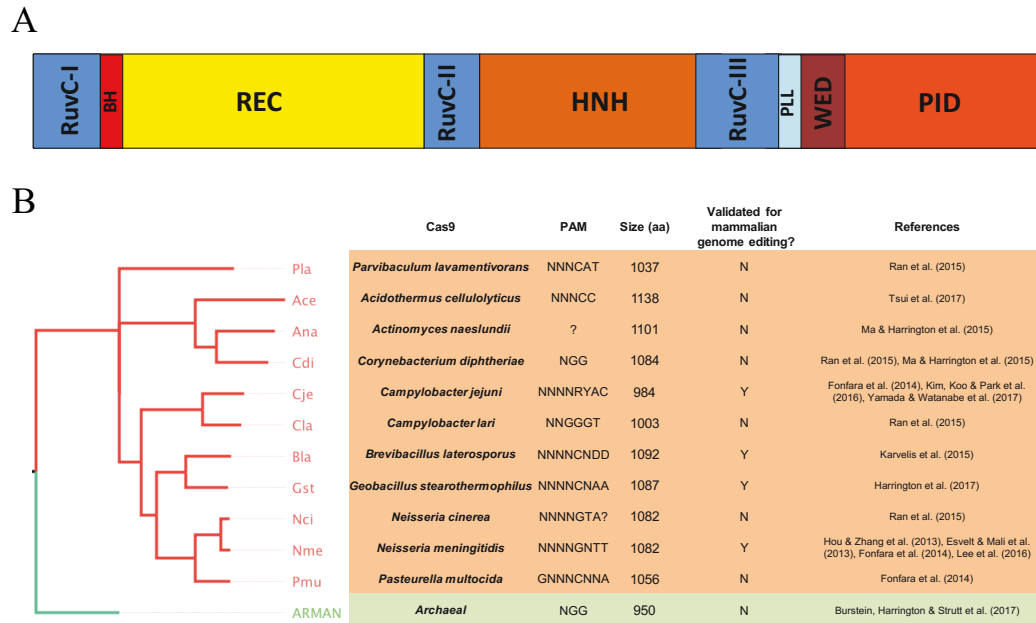 A
RuvC-I BH REC RuvC-II HNH RuvC-III PLL WED PID
B
Cas9 PAM Size (aa) Validated for mammalian genome editing? References
Pla Parvibaculum lavamentivorans NNNCAT 1037 N Ran et al. (2015)
Ace Acidothermus cellulolyticus NNNCC 1138 N Tsui et al. (2017)
Ana Actinomyces naeslundii ? 1101 N Ma & Harrington et al. (2015)
Cdi Corynebacterium diphtheriae NGG 1084 N Ran et al. (2015), Ma & Harrington et al. (2015)
Cje Campylobacter jejuni NNNNRYAC 984 Y Fonfara et al. (2014), Kim, Koo & Park et al. (2016), Yamada & Watanabe et al. (2017)
Cla Campylobacter lari NNGGGT 1003 N Ran et al. (2015)
Bla Brevibacillus laterosporus NNNNCNDD 1092 Y Karvelis et al. (2015)
Gst Geobacillus stearothermophilus NNNNCNAA 1087 Y Harrington et al. (2017)
Nci Neisseria cinerea NNNNGTA? 1082 N Ran et al. (2015)
Nme Neisseria meningitidis NNNNGNTT 1082 Y Hou & Zhang et al. (2013), Esvelt & Mali et al. (2013), Fonfara et al. (2014), Lee et al. (2016)
Pmu Pasteurella multocida GNNNCNNA 1056 N Fonfara et al. (2014)
ARMAN Archaeal NGG 950 N Burstein, Harrington & Strutt et al. (2017)